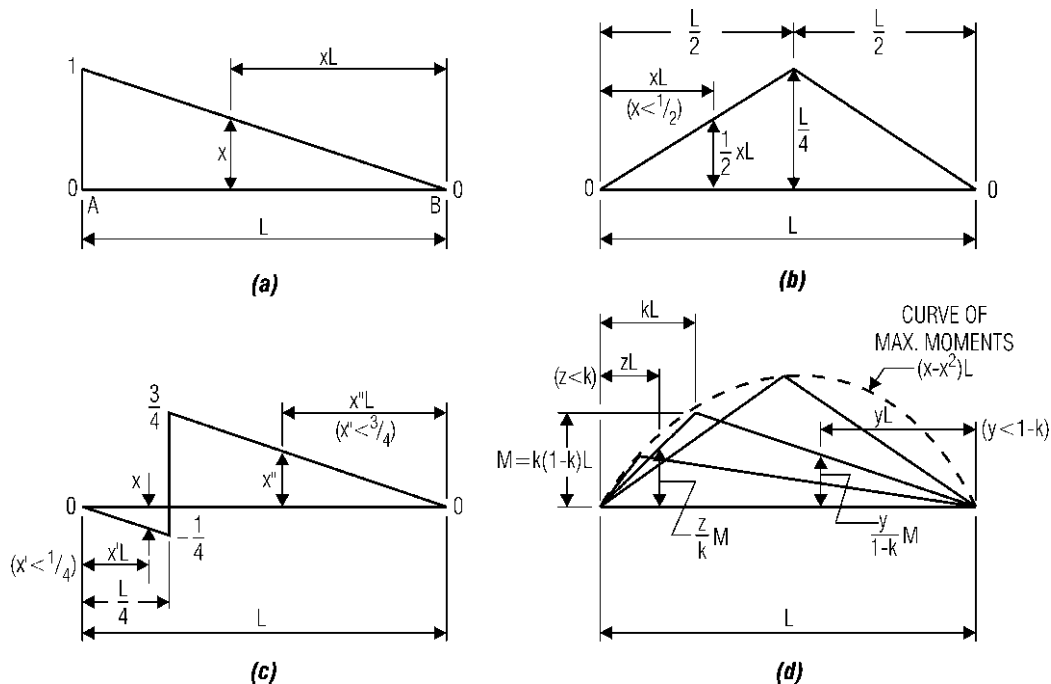 1
xL
x
0
0
A
B
L
(a)
L/2
L/2
xL
(x<1/2)
1/2 xL
L/4
0
0
L
(b)
3/4
x"L
(x"<3/4)
x
x"
0
0
-1/4
x'L
(x'<1/4)
L/4
L
(c)
kL
CURVE OF
MAX. MOMENTS
(x-x²)L
zL
(z<k)
yL
(y<1-k)
M=k(1-k)L
z/k M
y/1-k M
L
(d)